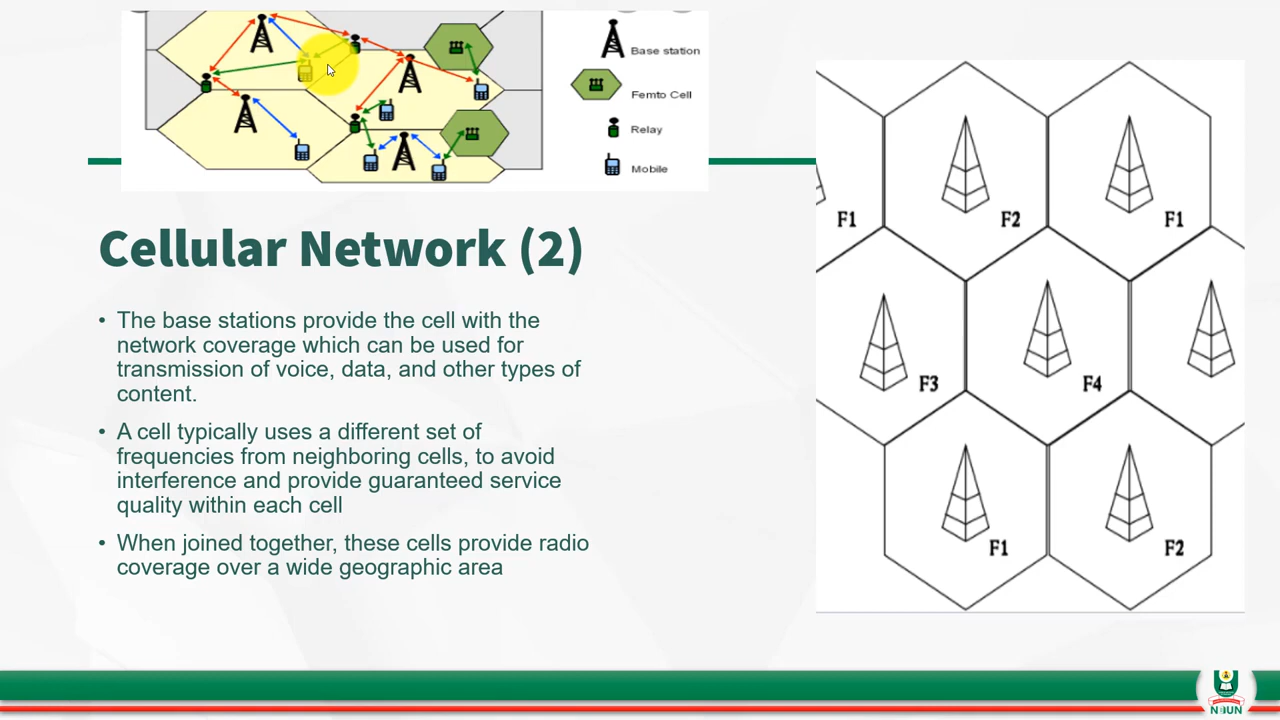 Base station
Femto Cell
Relay
Mobile
Cellular Network (2)
• The base stations provide the cell with the
network coverage which can be used for
transmission of voice, data, and other types of
content.
• A cell typically uses a different set of
frequencies from neighboring cells, to avoid
interference and provide guaranteed service
quality within each cell
• When joined together, these cells provide radio
coverage over a wide geographic area
F1
F2
F1
F3
F4
F1
F2
NOUN